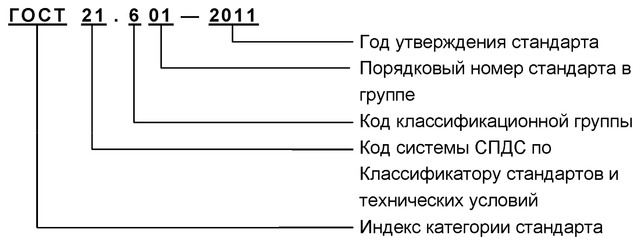 ГОСТ 21.601 — 2011
Год утверждения стандарта
Порядковый номер стандарта в
группе
Код классификационной группы
Код системы СПДС по
Классификатору стандартов и
технических условий
Индекс категории стандарта